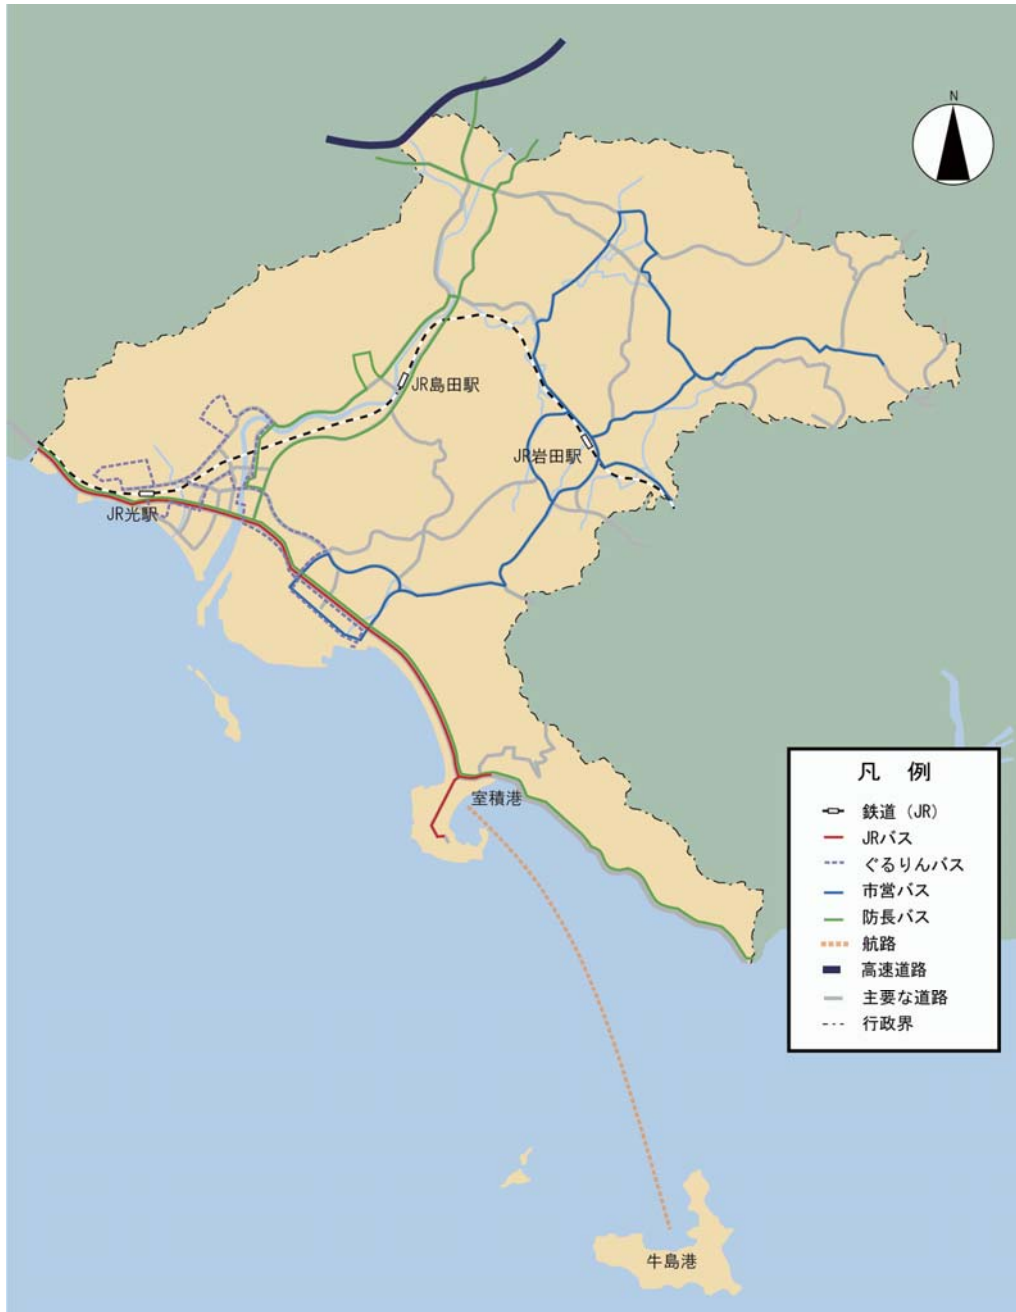 N
JR島田駅
JR岩田駅
JR光駅
室積港
牛島港
凡 例
鉄道（JR）
JRバス
ぐるりんバス
市営バス
防長バス
航路
高速道路
主要な道路
行政界